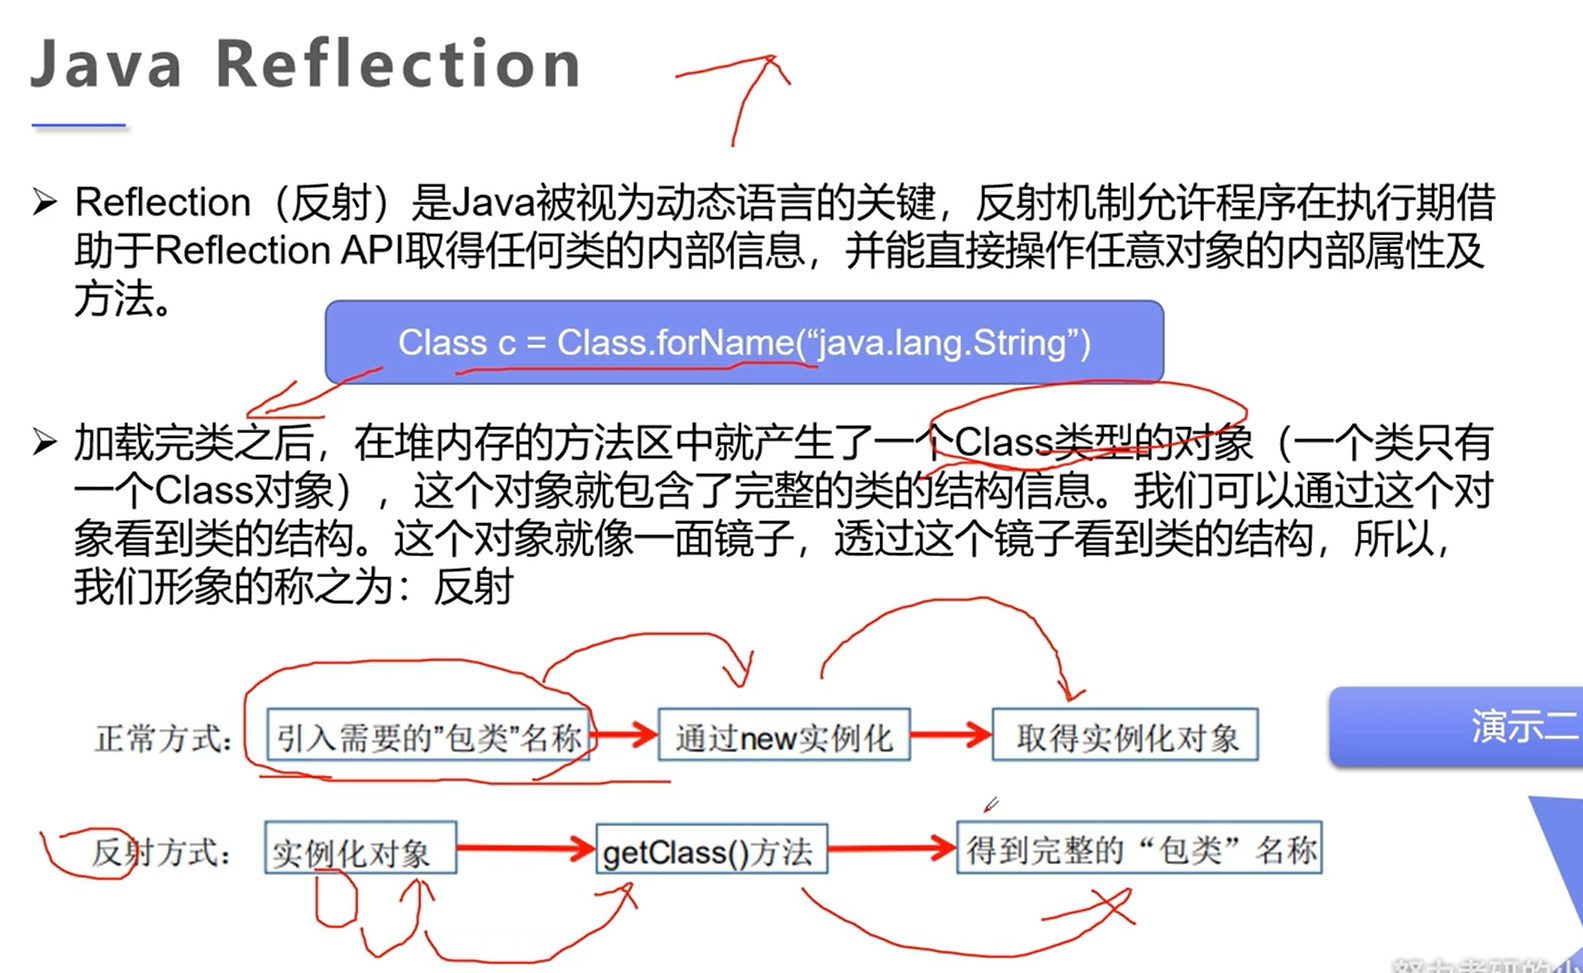 Java Reflection
Reflection（反射）是Java被视为动态语言的关键，反射机制允许程序在执行期借
助于Reflection API取得任何类的内部信息，并能直接操作任意对象的内部属性及
方法。
Class c = Class.forName(“java.lang.String”)
加载完类之后，在堆内存的方法区中就产生了一个Class类型的对象（一个类只有
一个Class对象），这个对象就包含了完整的类的结构信息。我们可以通过这个对
象看到类的结构。这个对象就像一面镜子，透过这个镜子看到类的结构，所以，
我们形象的称之为：反射
正常方式： 引入需要的”包类”名称 通过new实例化 取得实例化对象
演示二
反射方式： 实例化对象 getClass()方法 得到完整的“包类”名称